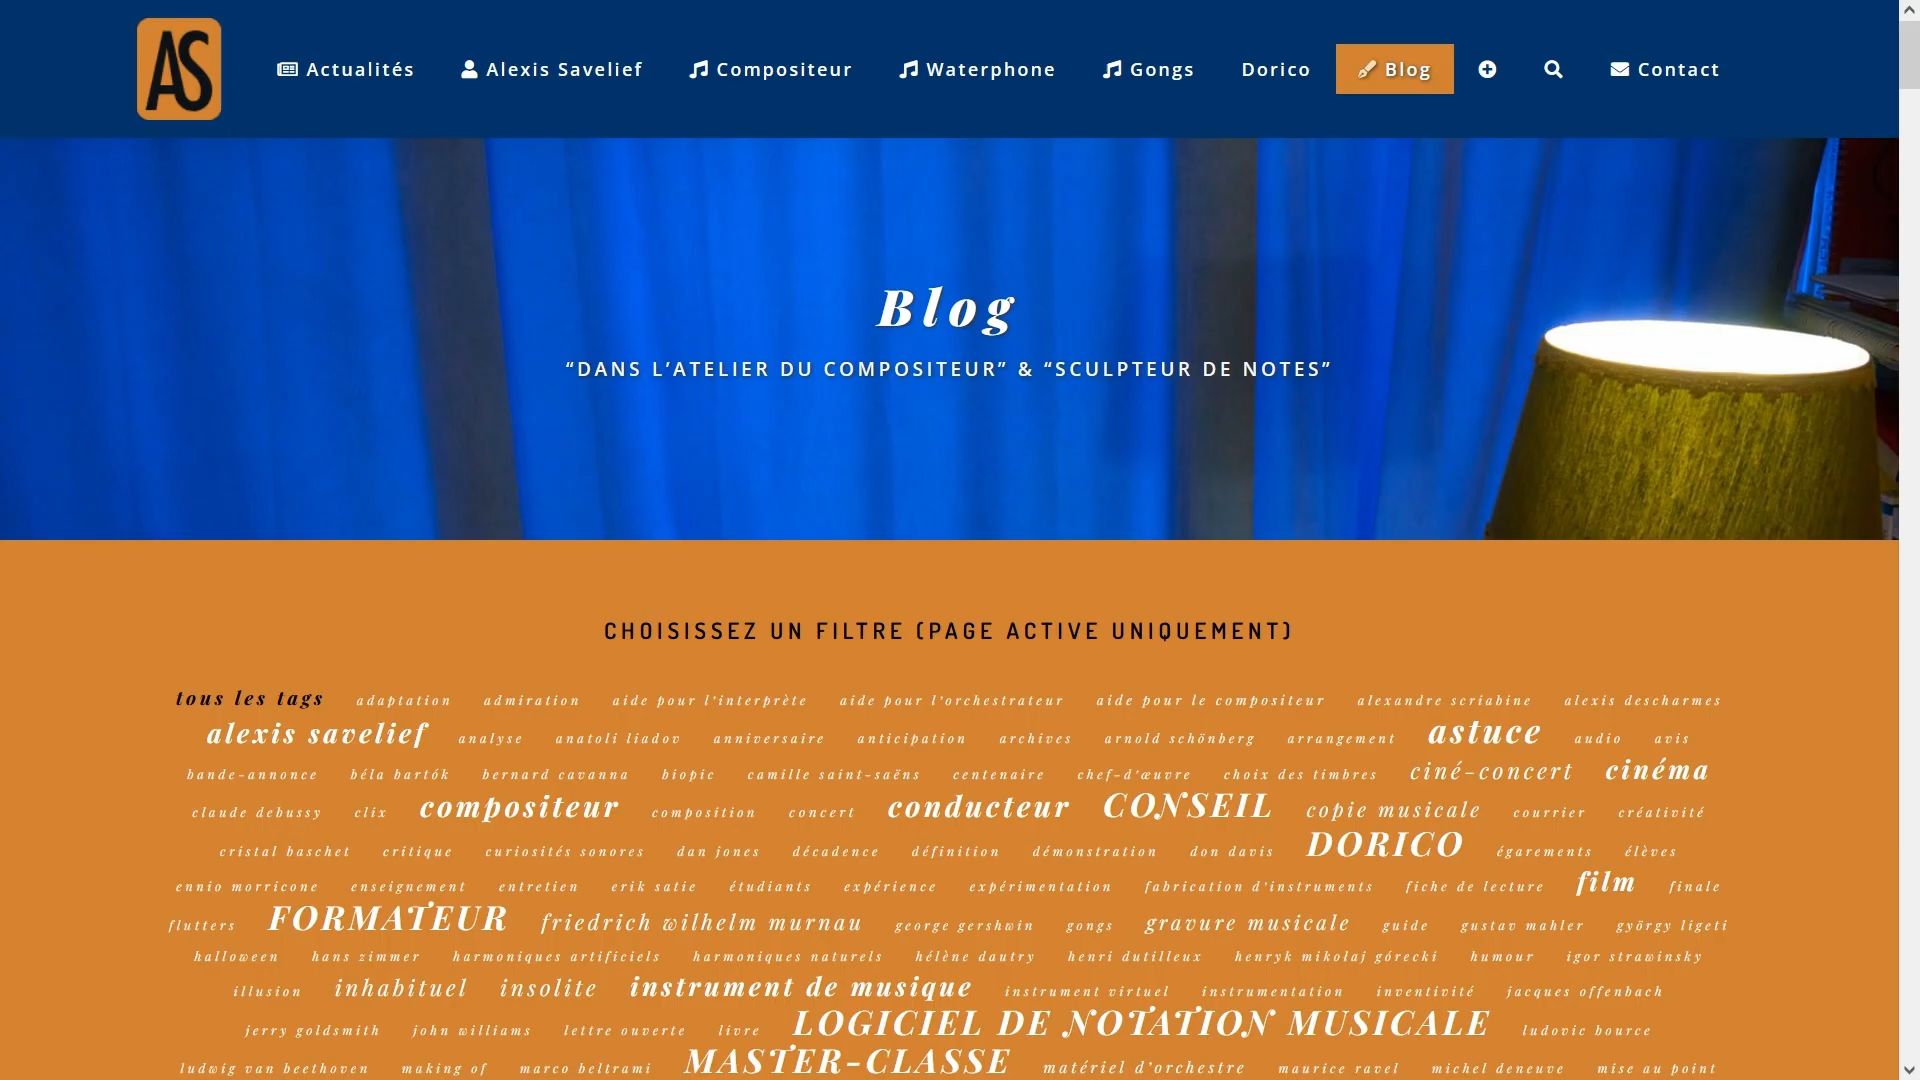 AS
Actualités Alexis Savelief Compositeur Waterphone Gongs Dorico Blog Contact
Blog
“DANS L’ATELIER DU COMPOSITEUR” & “SCULPTEUR DE NOTES”
CHOISISSEZ UN FILTRE (PAGE ACTIVE UNIQUEMENT)
tous les tags adaptation admiration aide pour l’interprète aide pour l’orchestrateur aide pour le compositeur alexandre scriabine alexis descharmes
alexis savelief analyse anatoli liadov anniversaire anticipation archives arnold schönberg arrangement astuce audio avis
bande-annonce béla bartók bernard cavanna biopic camille saint-saëns centenaire chef-d’œuvre choix des timbres ciné-concert cinéma
claude debussy clix compositeur composition concert conducteur CONSEIL copie musicale courrier créativité
cristal baschet critique curiosités sonores dan jones décadence définition démonstration don davis DORICO égarements élèves
ennio morricone enseignement entretien erik satie étudiants expérience expérimentation fabrication d’instruments fiche de lecture film finale
flutters FORMATEUR friedrich wilhelm murnau george gershwin gongs gravure musicale guide gustav mahler györgy ligeti
halloween hans zimmer harmoniques artificiels harmoniques naturels hélène dautry henri dutilleux henryk mikołaj górecki humour igor strawinsky
illusion inhabituel insolite instrument de musique instrument virtuel instrumentation inventivité jacques offenbach
jerry goldsmith john williams lettre ouverte livre LOGICIEL DE NOTATION MUSICALE ludovic bource
ludwig van beethoven making of marco beltrami MASTER-CLASSE matériel d’orchestre maurice ravel michel deneuve mise au point